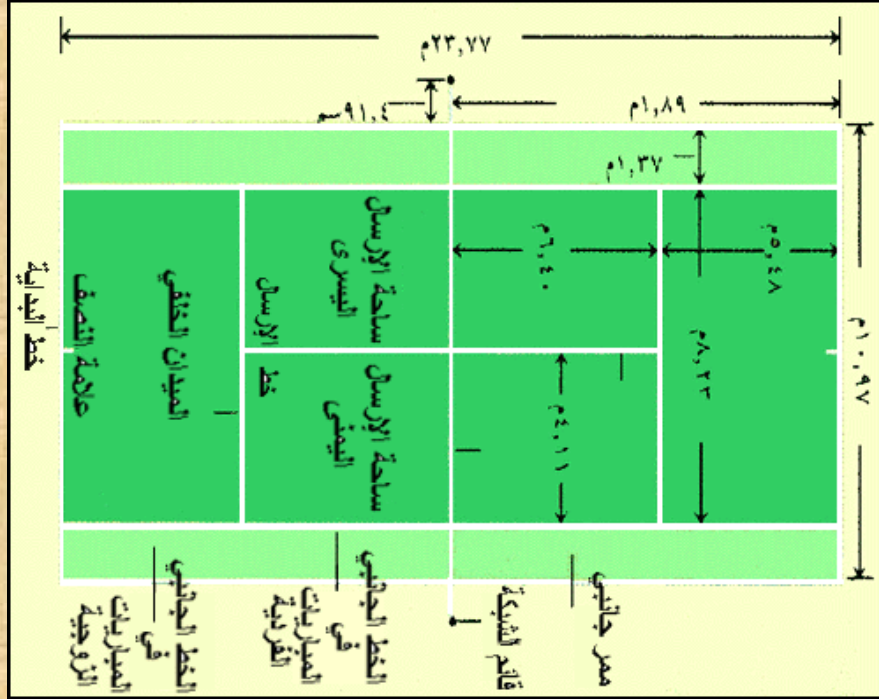 ٢٣,٧٧م
٩١,٤سم
١,٨٩م
١,٣٧م
ساحة الإرسال
اليسرى
٦,٤٠م
٥,٤٨م
خط الإرسال
الميدان الخلفي
علامة النصف
خط البداية
ساحة الإرسال
اليمنى
٤,١١م
٨,٢٣م
١٠,٩٧م
الخط الجانبي
في
المباريات
الزوجية
الخط الجانبي
في
المباريات
الفردية
قائم الشبكة
ممر جانبي